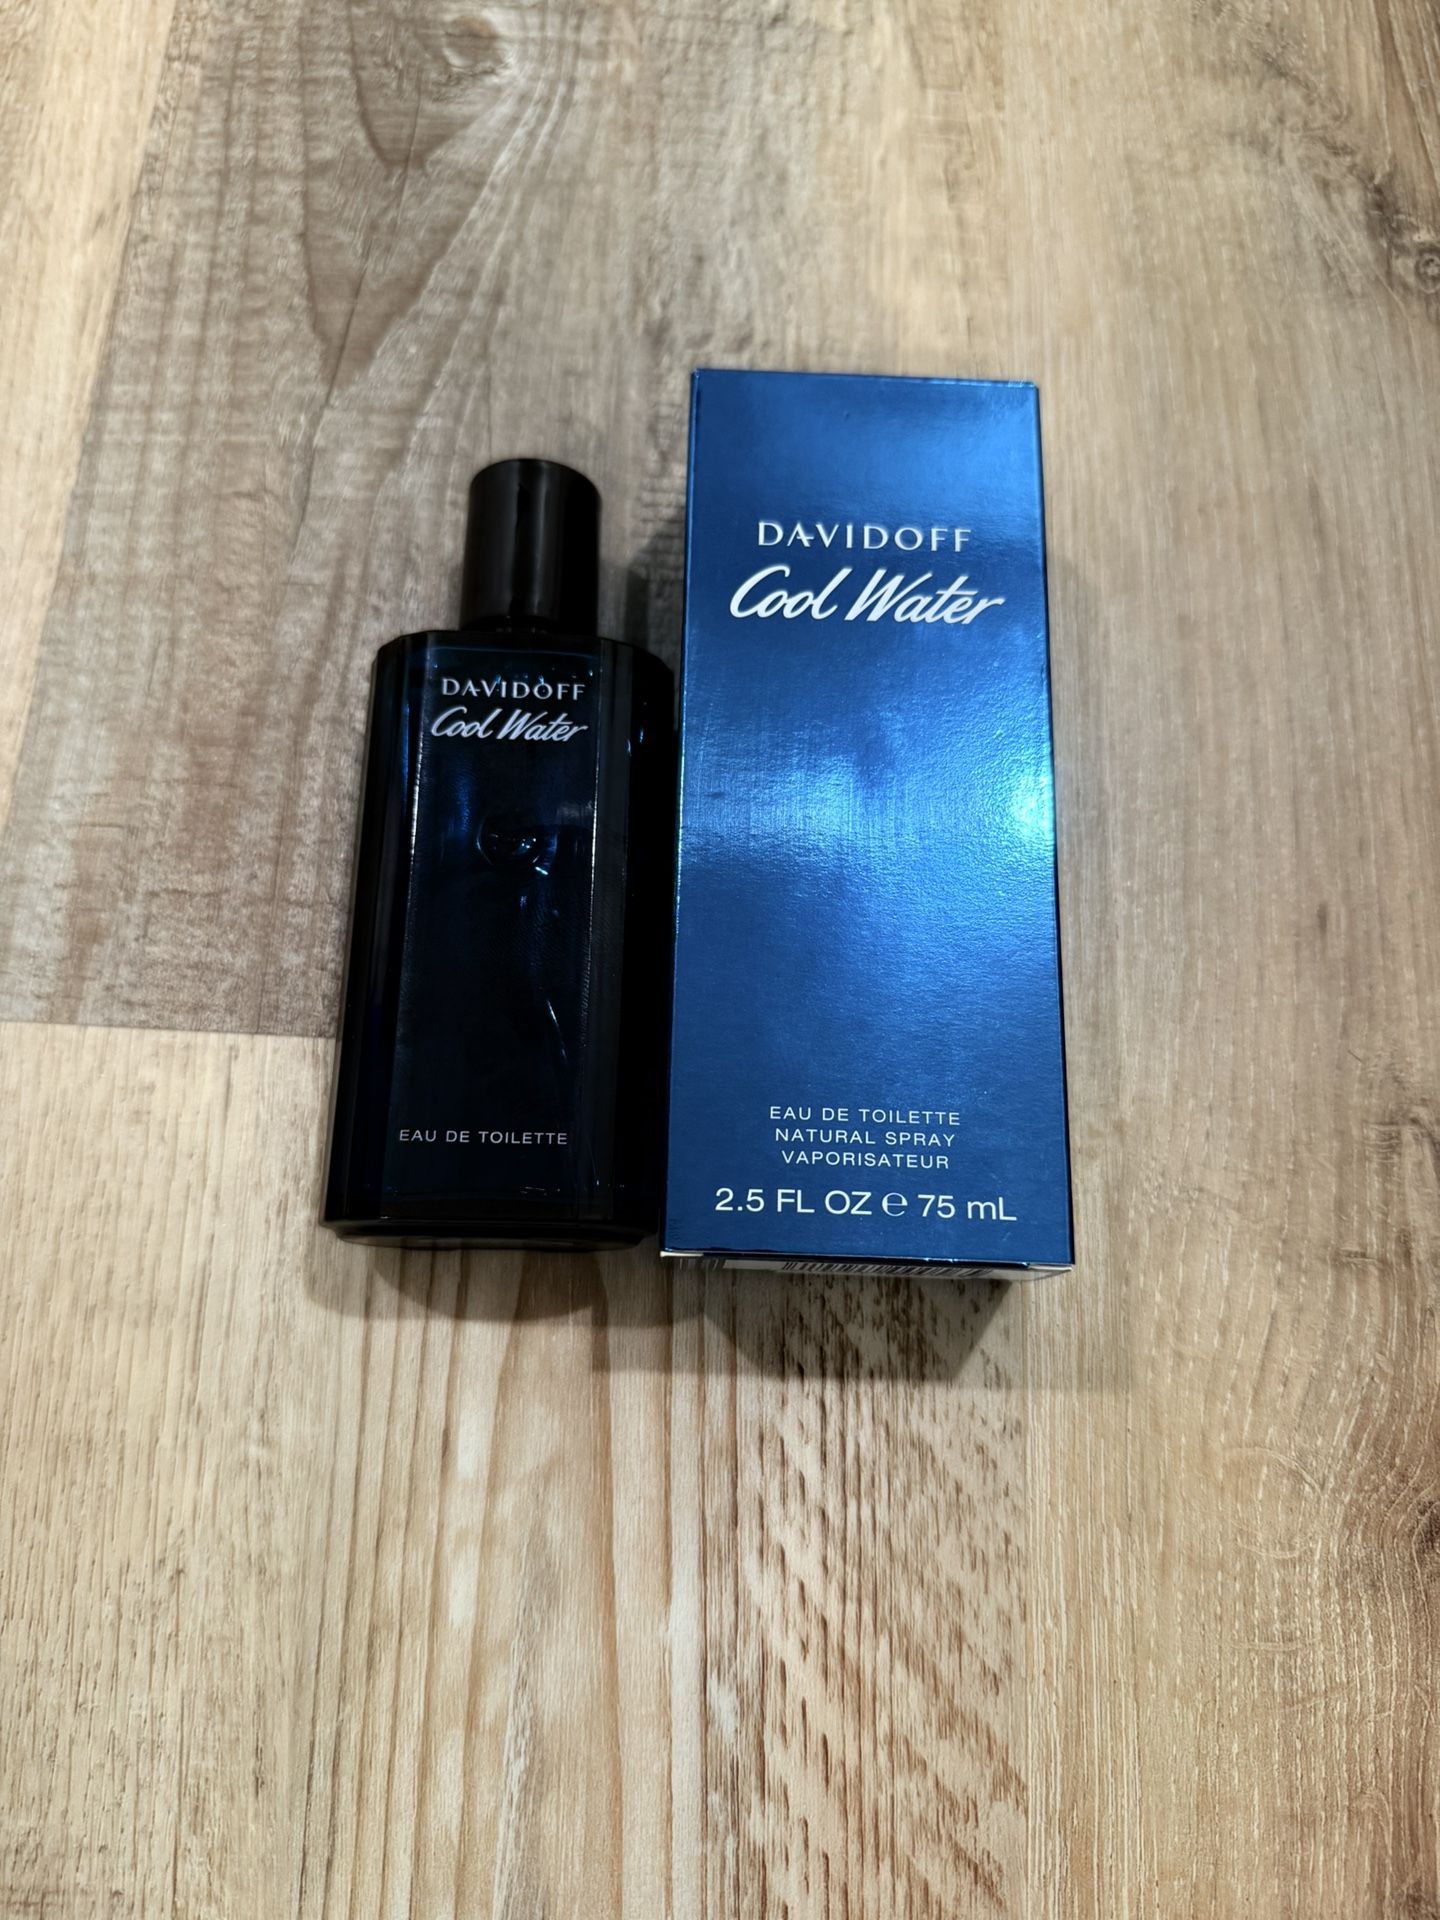 DAVIDOFF
Cool Water
EAU DE TOILETTE
DAVIDOFF
Cool Water
EAU DE TOILETTE
NATURAL SPRAY
VAPORISATEUR
2.5 FL OZ ℮ 75 mL